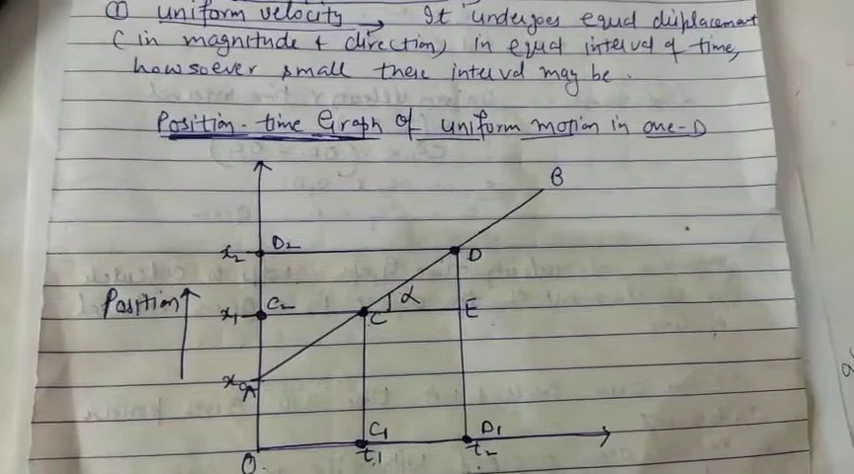 ① uniform velocity → It undergoes equal displacement
(in magnitude & direction) in equal interval of time,
howsoever small these interval may be.
Position-time Graph of uniform motion in one-D
B
x₂ D₂ D
Position
x₁ C₂ C α E
x₀ A
O C₁ D₁
t₁ t₂